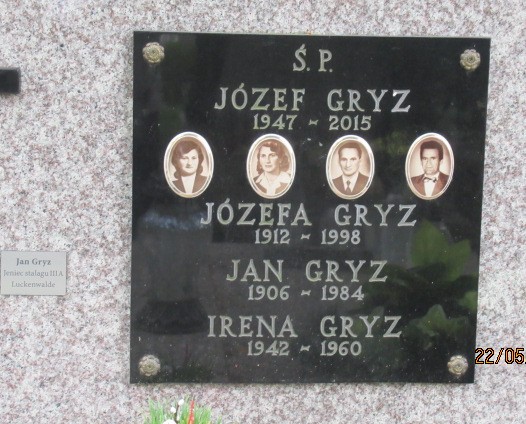 Ś. P.
JÓZEF GRYZ
1947 - 2015
JÓZEFA GRYZ
1912 - 1998
JAN GRYZ
1906 - 1984
IRENA GRYZ
1942 - 1960
Jan Gryz
Jeniec stalagu III A
Luckenwalde
22/05